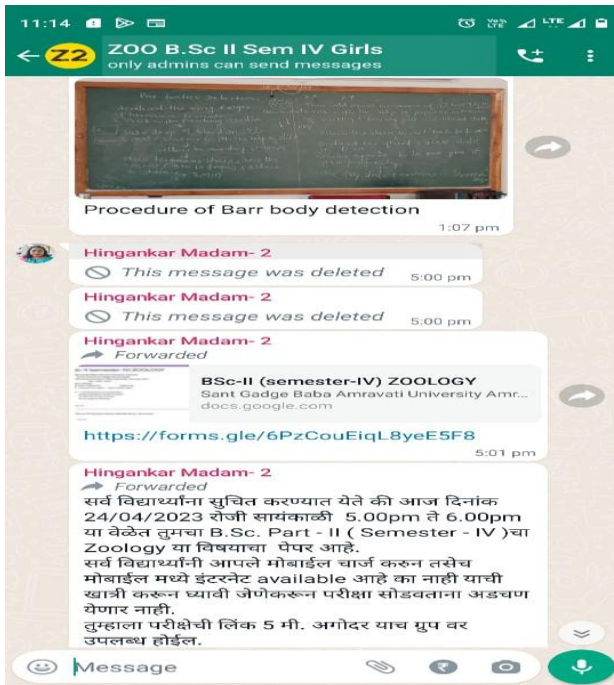 11:14
LTE
Z2
ZOO B.Sc II Sem IV Girls
only admins can send messages
Procedure of Barr body detection
1:07 pm
Hingankar Madam- 2
This message was deleted
5:00 pm
Hingankar Madam- 2
This message was deleted
5:00 pm
Hingankar Madam- 2
Forwarded
BSc-II (semester-IV) ZOOLOGY
Sant Gadge Baba Amravati University Amr...
docs.google.com
https://forms.gle/6PzCouEiqL8yeE5F8
5:01 pm
Hingankar Madam- 2
Forwarded
सर्व विद्यार्थ्यांना सुचित करण्यात येते की आज दिनांक
24/04/2023 रोजी सायंकाळी 5.00pm ते 6.00pm
या वेळेत तुमचा B.Sc. Part - II ( Semester - IV )चा
Zoology या विषयाचा पेपर आहे.
सर्व विद्यार्थ्यांनी आपले मोबाईल चार्ज करुन तसेच
मोबाईल मध्ये इंटरनेट available आहे का नाही याची
खात्री करून घ्यावी जेणेकरून परीक्षा सोडवताना अडचण
येणार नाही.
तुम्हाला परीक्षेची लिंक 5 मी. अगोदर याच ग्रुप वर
उपलब्ध होईल.
Message